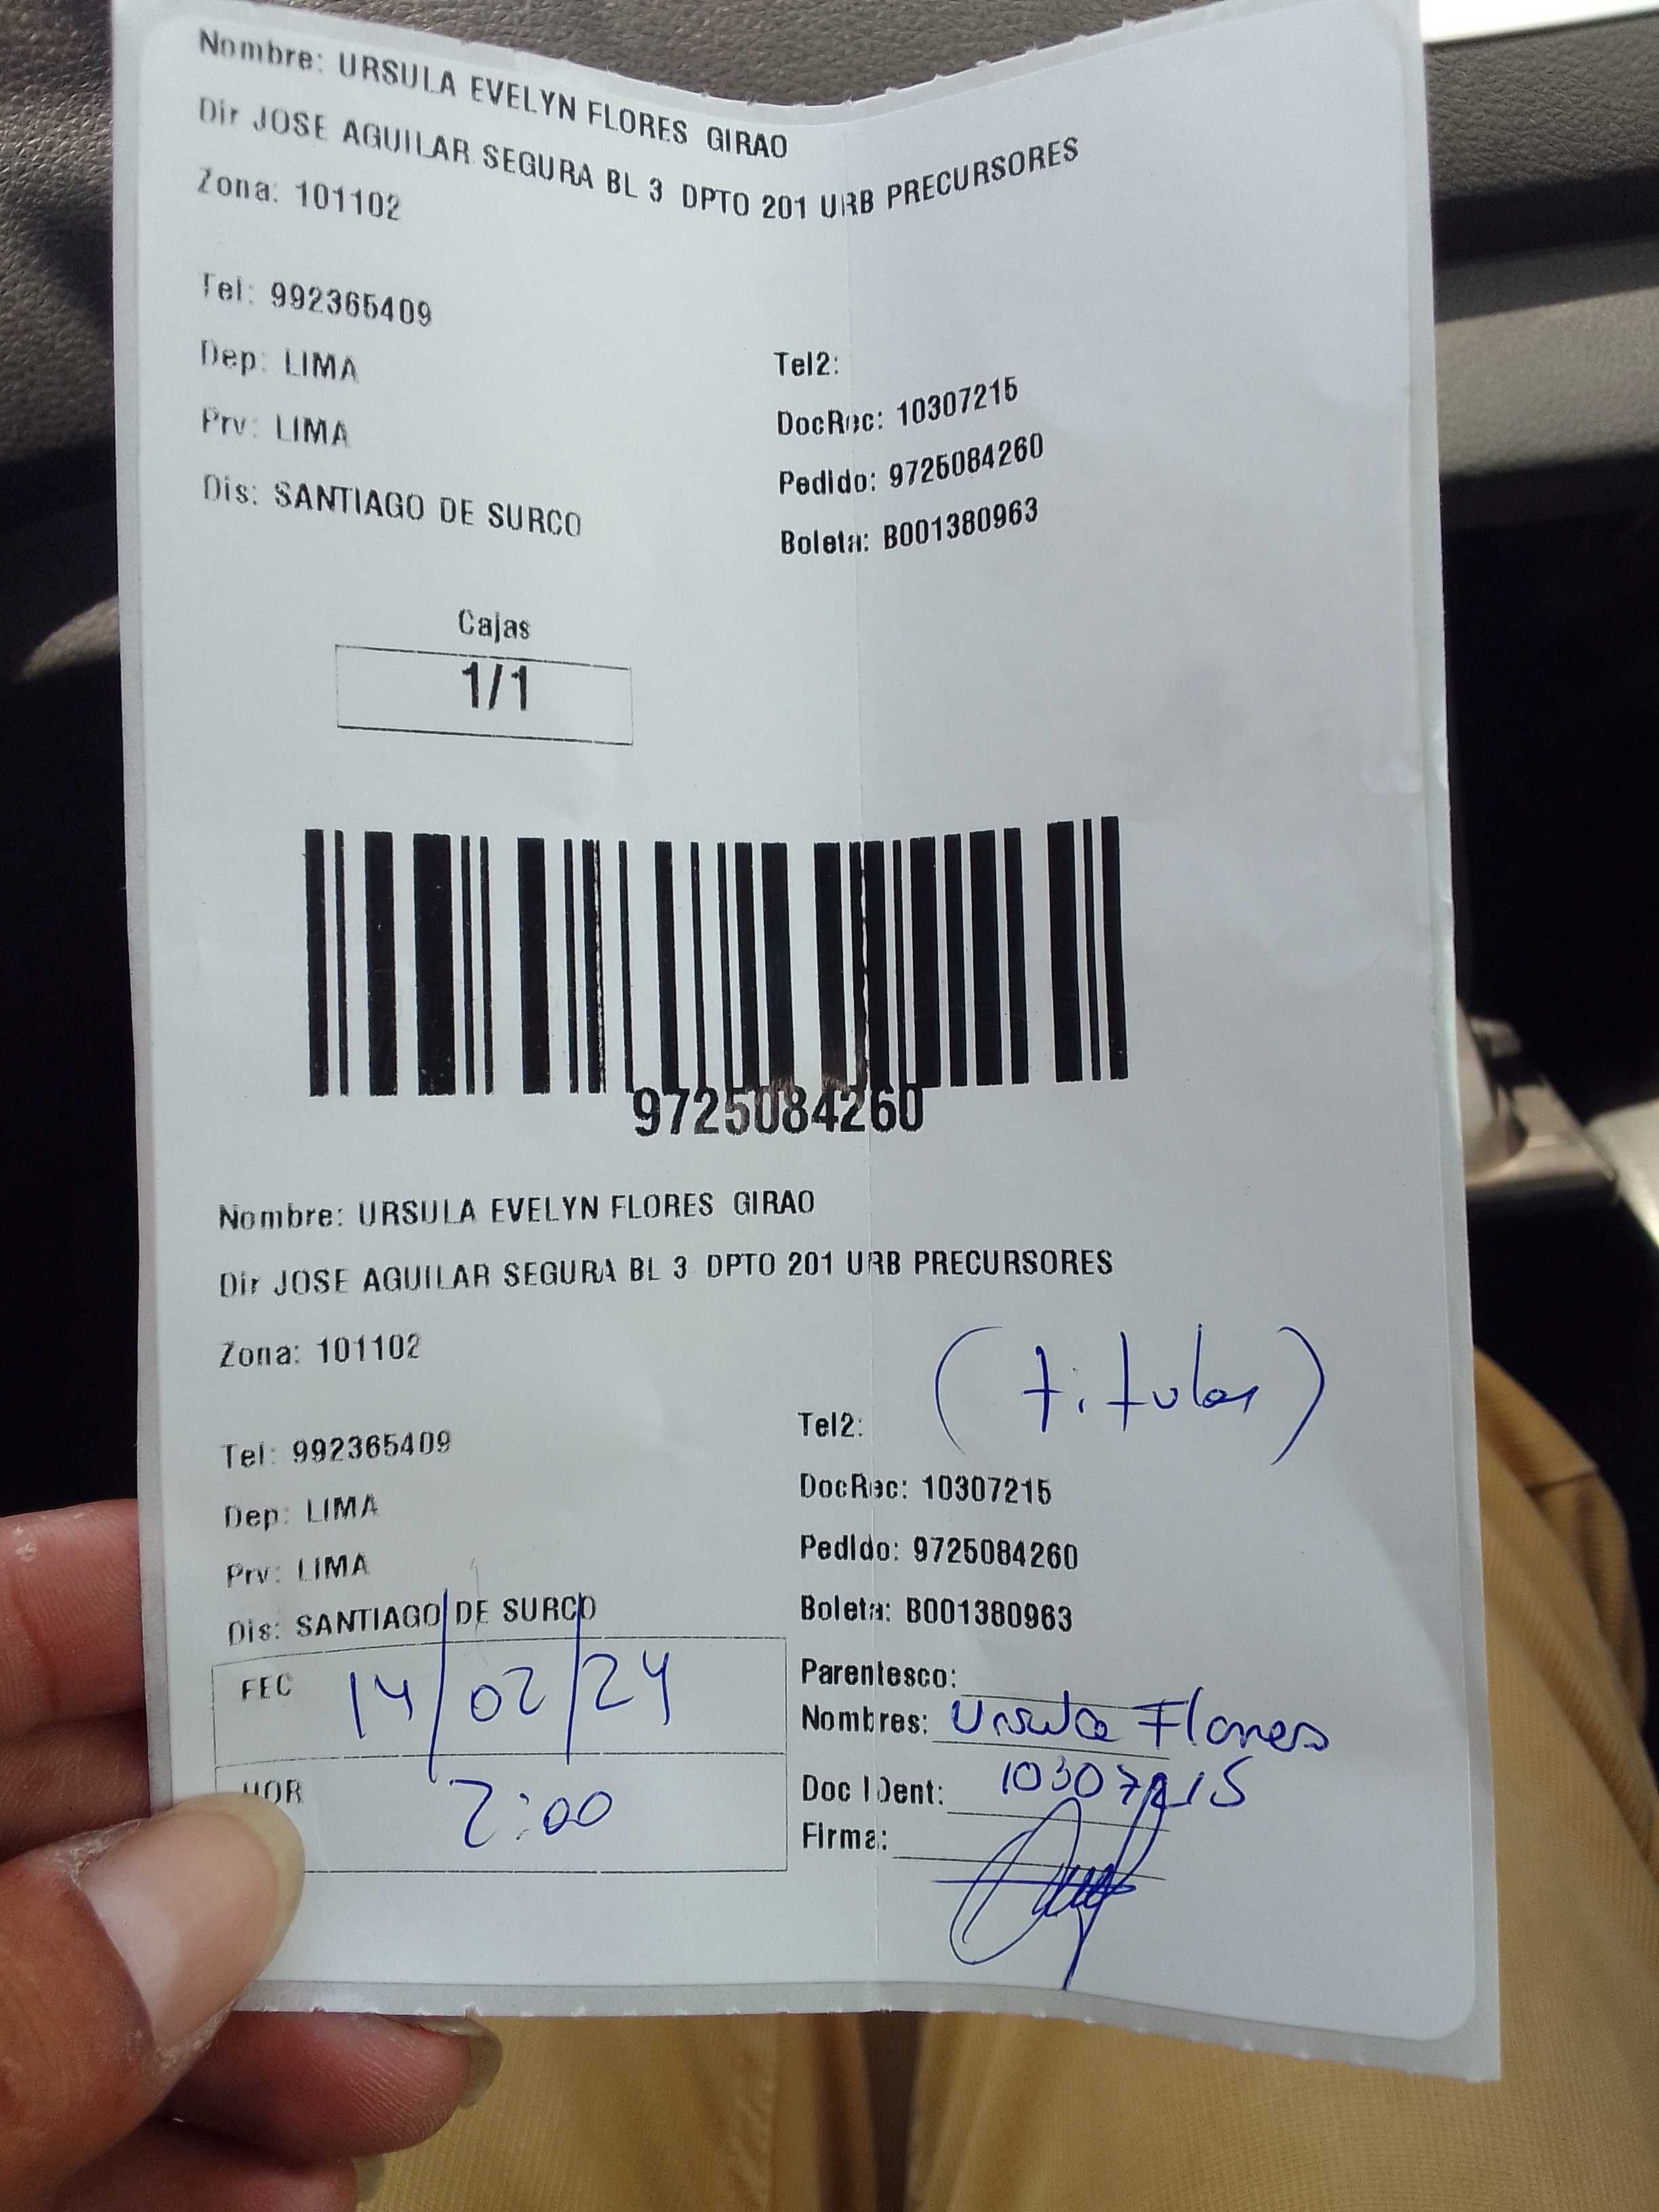 Nombre: URSULA EVELYN FLORES GIRAO
Dir JOSE AGUILAR SEGURA BL 3 DPTO 201 URB PRECURSORES
Zona: 101102
Tel: 992365409
Tel2:
Dep: LIMA
DocRec: 10307215
Prv: LIMA
Pedido: 9725084260
Dis: SANTIAGO DE SURCO
Boleta: B001380963
Cajas
1/1
9725084260
Nombre: URSULA EVELYN FLORES GIRAO
Dir JOSE AGUILAR SEGURA BL 3 DPTO 201 URB PRECURSORES
Zona: 101102
(titular)
Tel: 992365409
Tel2:
Dep: LIMA
DocRec: 10307215
Prv: LIMA
Pedido: 9725084260
Dis: SANTIAGO DE SURCO
Boleta: B001380963
FEC 14/02/24
Parentesco:
Nombres: Ursula Flores
HOR 2:00
Doc Ident: 10307215
Firma: